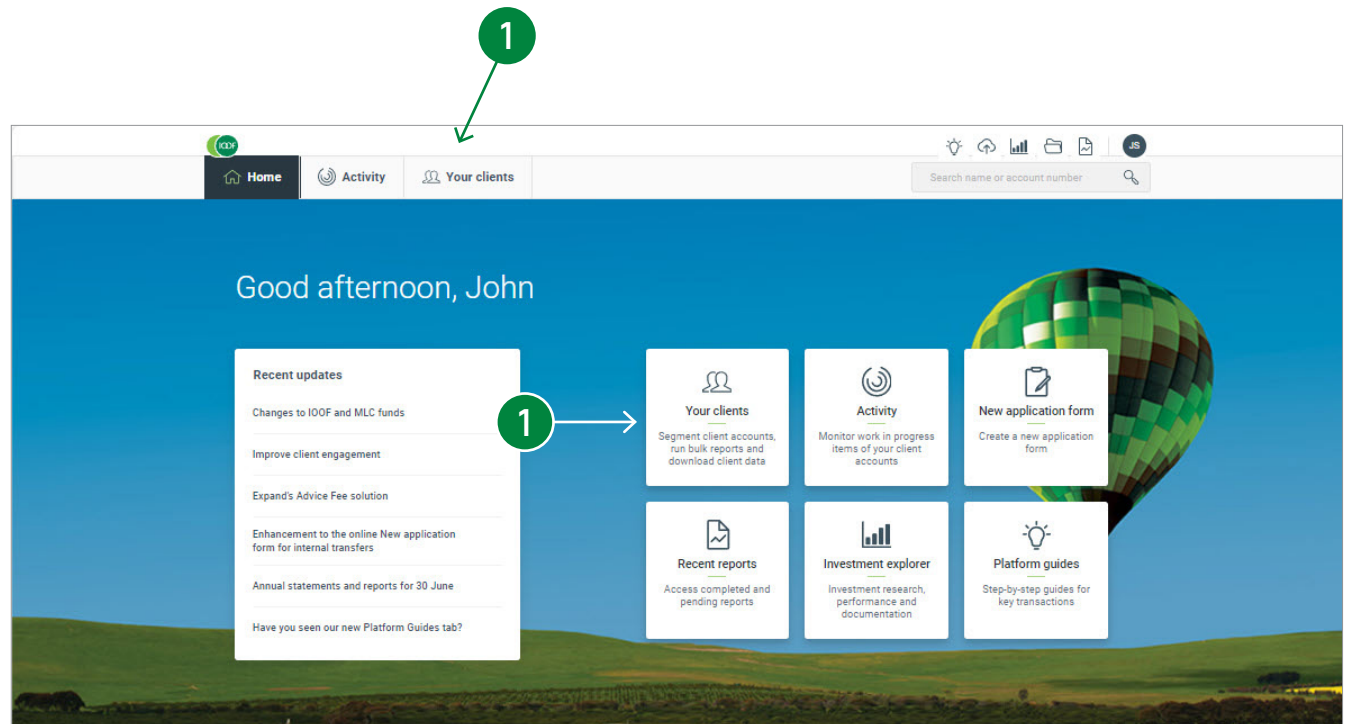 1
IOOF
JS
Home
Activity
Your clients
Search name or account number
Good afternoon, John
Recent updates
Changes to IOOF and MLC funds
Improve client engagement
Expand's Advice Fee solution
Enhancement to the online New application
form for internal transfers
Annual statements and reports for 30 June
Have you seen our new Platform Guides tab?
1
Your clients
Segment client accounts,
run bulk reports and
download client data
Activity
Monitor work in progress
items of your client
accounts
New application form
Create a new application
form
Recent reports
Access completed and
pending reports
Investment explorer
Investment research,
performance and
documentation
Platform guides
Step-by-step guides for
key transactions